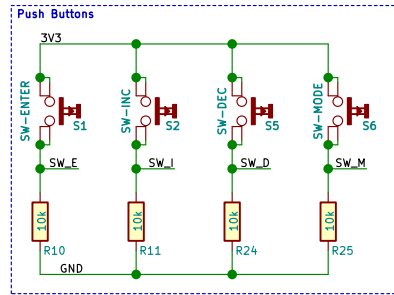 Push Buttons
3V3
SW-ENTER
S1
SW-INC
S2
SW-DEC
S5
SW-MODE
S6
SW_E
SW_I
SW_D
SW_M
10k
10k
10k
10k
R10
R11
R24
R25
GND